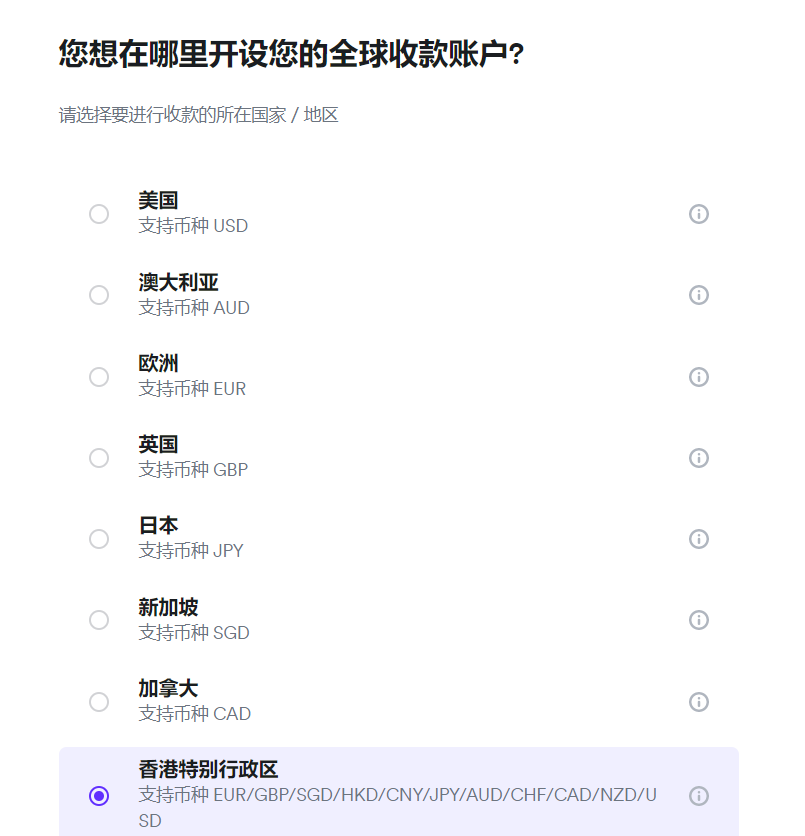 您想在哪里开设您的全球收款账户?
请选择要进行收款的所在国家 / 地区
美国
支持币种 USD
澳大利亚
支持币种 AUD
欧洲
支持币种 EUR
英国
支持币种 GBP
日本
支持币种 JPY
新加坡
支持币种 SGD
加拿大
支持币种 CAD
香港特别行政区
支持币种 EUR/GBP/SGD/HKD/CNY/JPY/AUD/CHF/CAD/NZD/U
SD